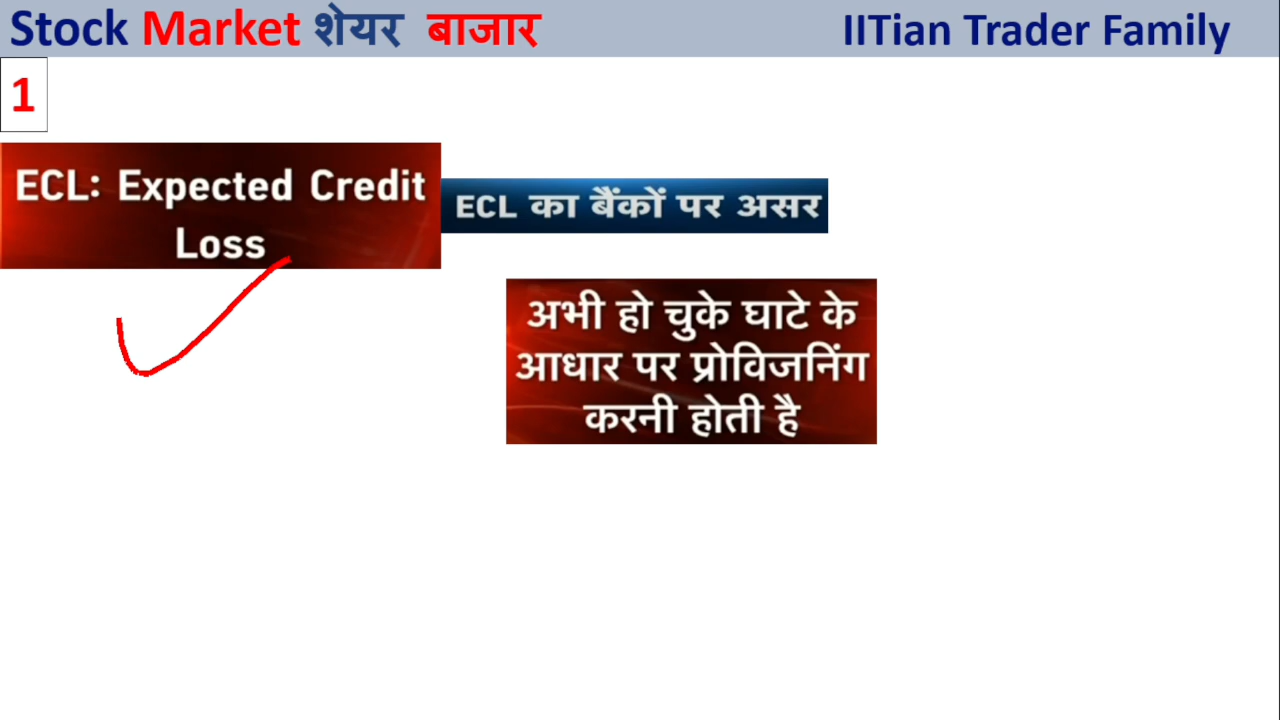 Stock Market शेयर बाजार
IITian Trader Family
1
ECL: Expected Credit
Loss
ECL का बैंकों पर असर
अभी हो चुके घाटे के
आधार पर प्रोविजनिंग
करनी होती है